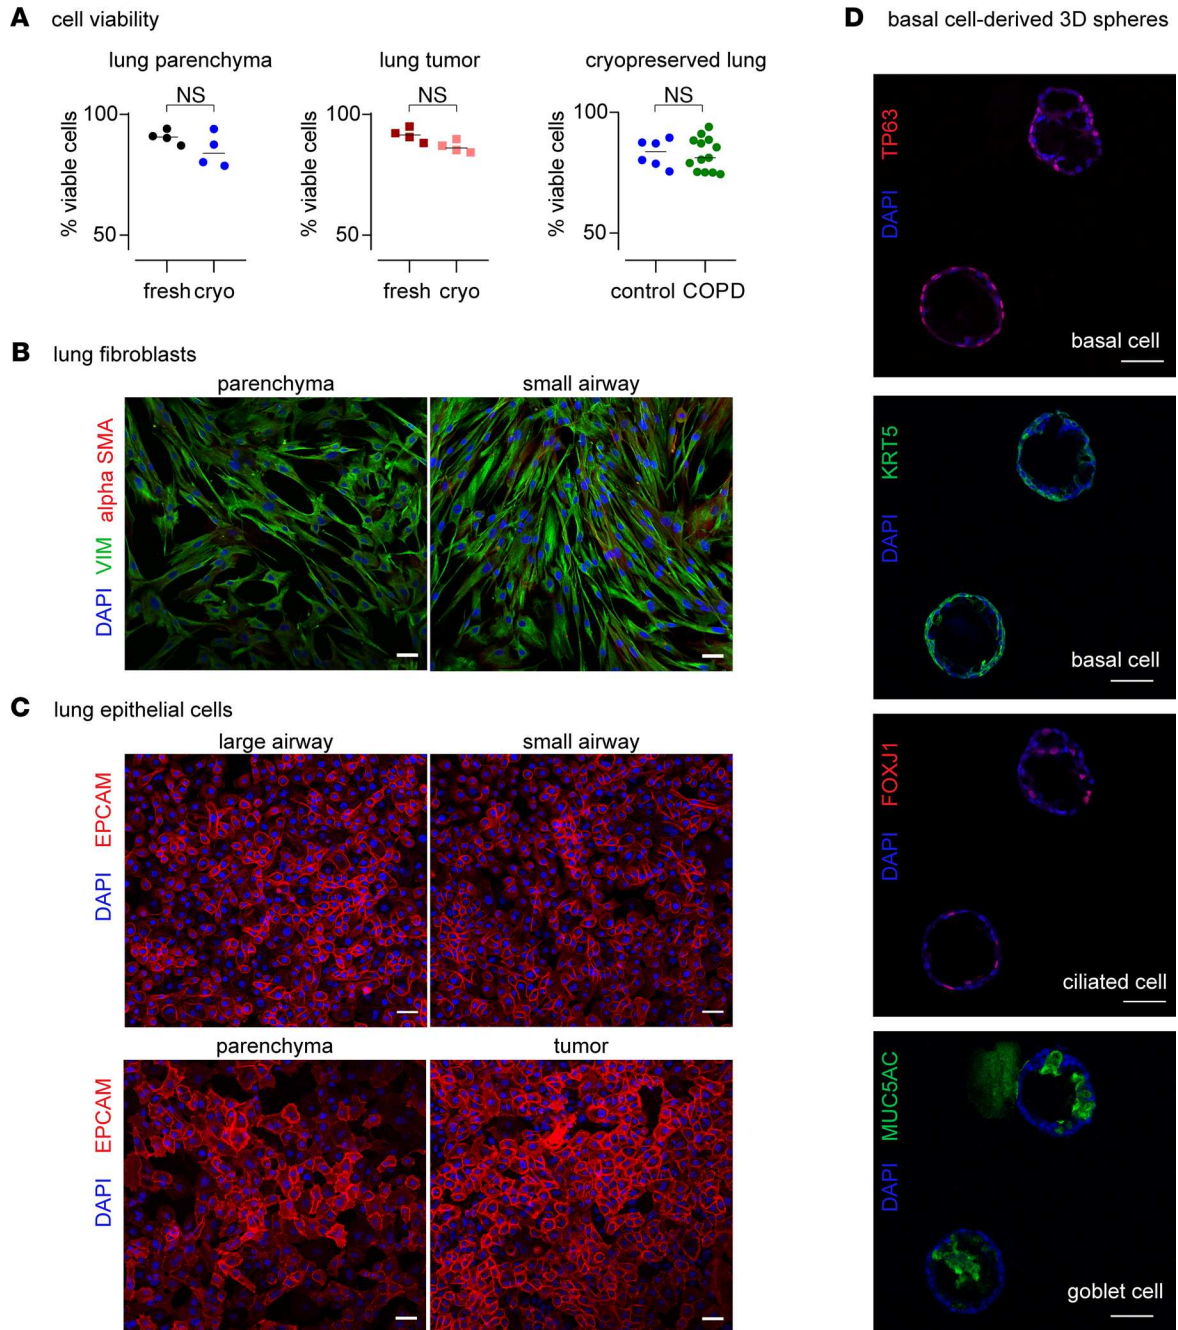 A cell viability
lung parenchyma
NS
100
50
% viable cells
fresh cryo
lung tumor
NS
100
50
% viable cells
fresh cryo
cryopreserved lung
NS
100
50
% viable cells
control COPD
B lung fibroblasts
parenchyma
small airway
DAPI VIM alpha SMA
C lung epithelial cells
large airway
small airway
DAPI EPCAM
parenchyma
tumor
DAPI EPCAM
D basal cell-derived 3D spheres
DAPI TP63
basal cell
DAPI KRT5
basal cell
DAPI FOXJ1
ciliated cell
DAPI MUC5AC
goblet cell